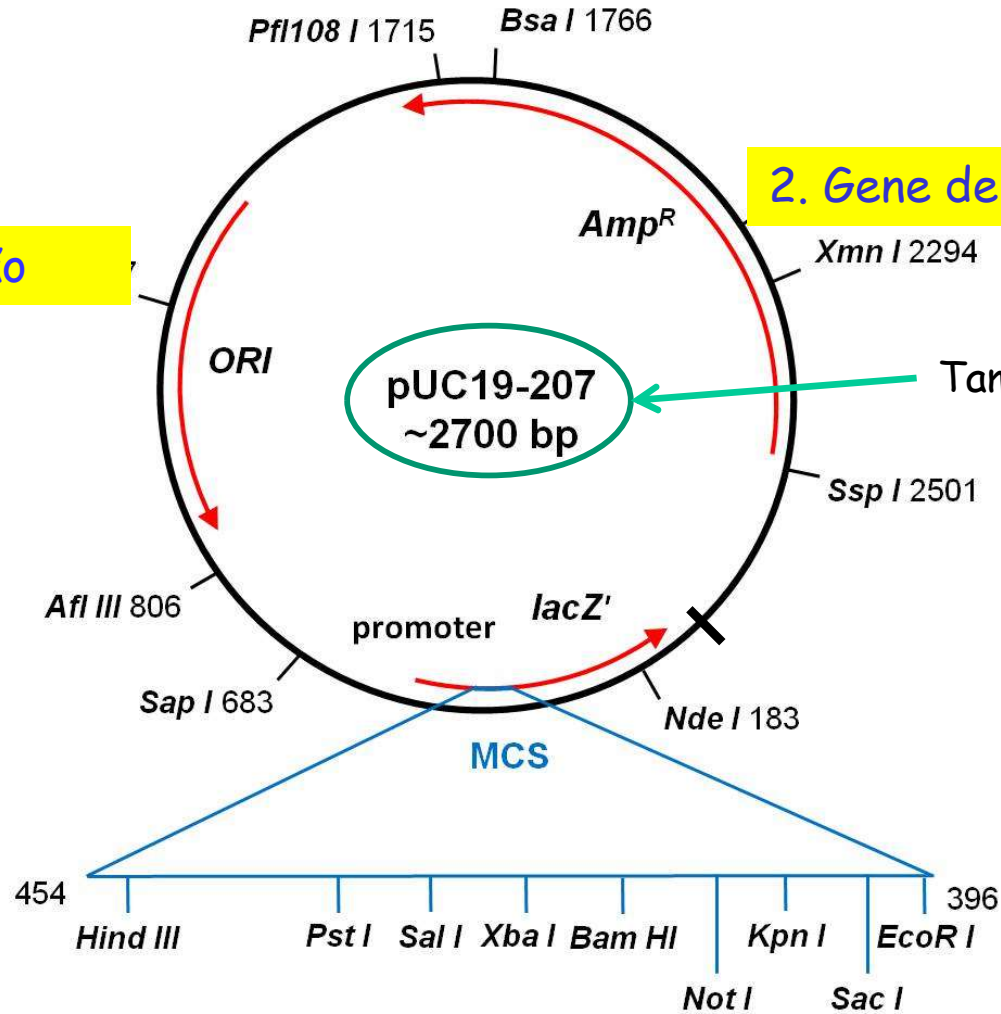 Pfl108 I 1715
Bsa I 1766
2. Gene de
Amp^R
Xmn I 2294
ORI
pUC19-207
~2700 bp
Ssp I 2501
Afl III 806
promoter
lacZ'
Sap I 683
Nde I 183
MCS
454
396
Hind III
Pst I
Sal I
Xba I
Bam HI
Kpn I
EcoR I
Not I
Sac I